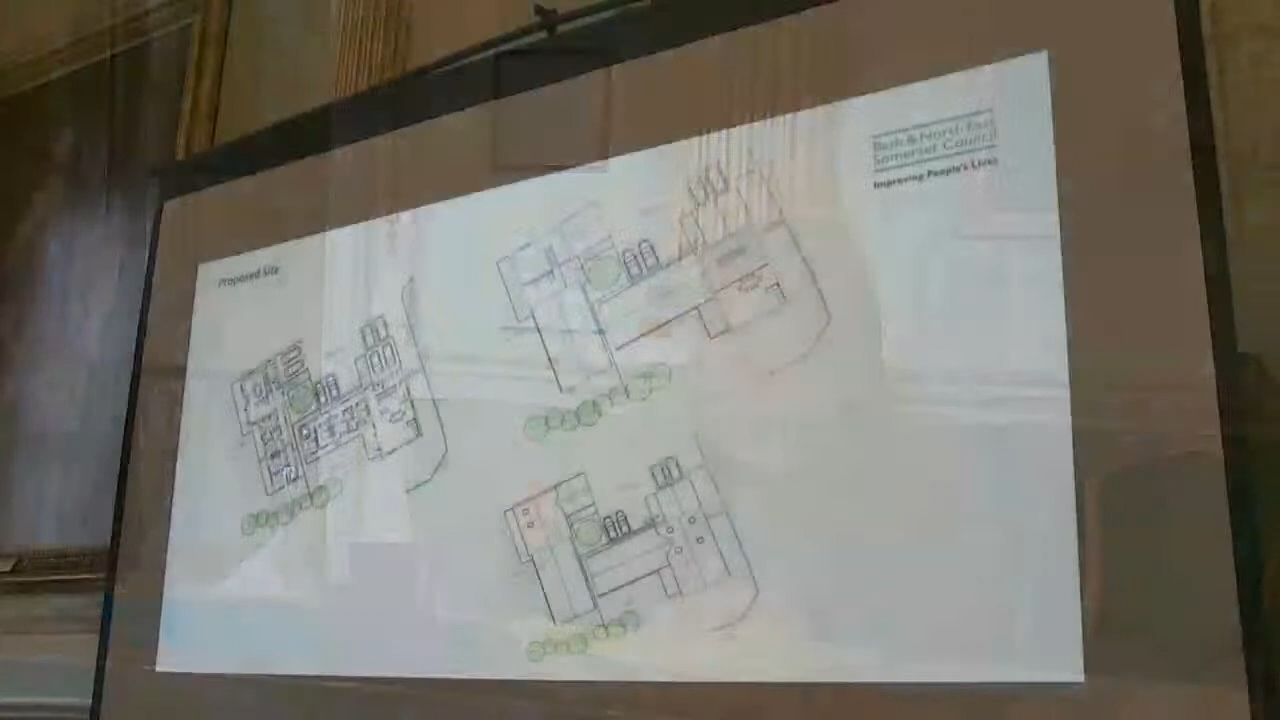 Proposed Site
Bath & North East
Somerset Council
Improving People's Lives